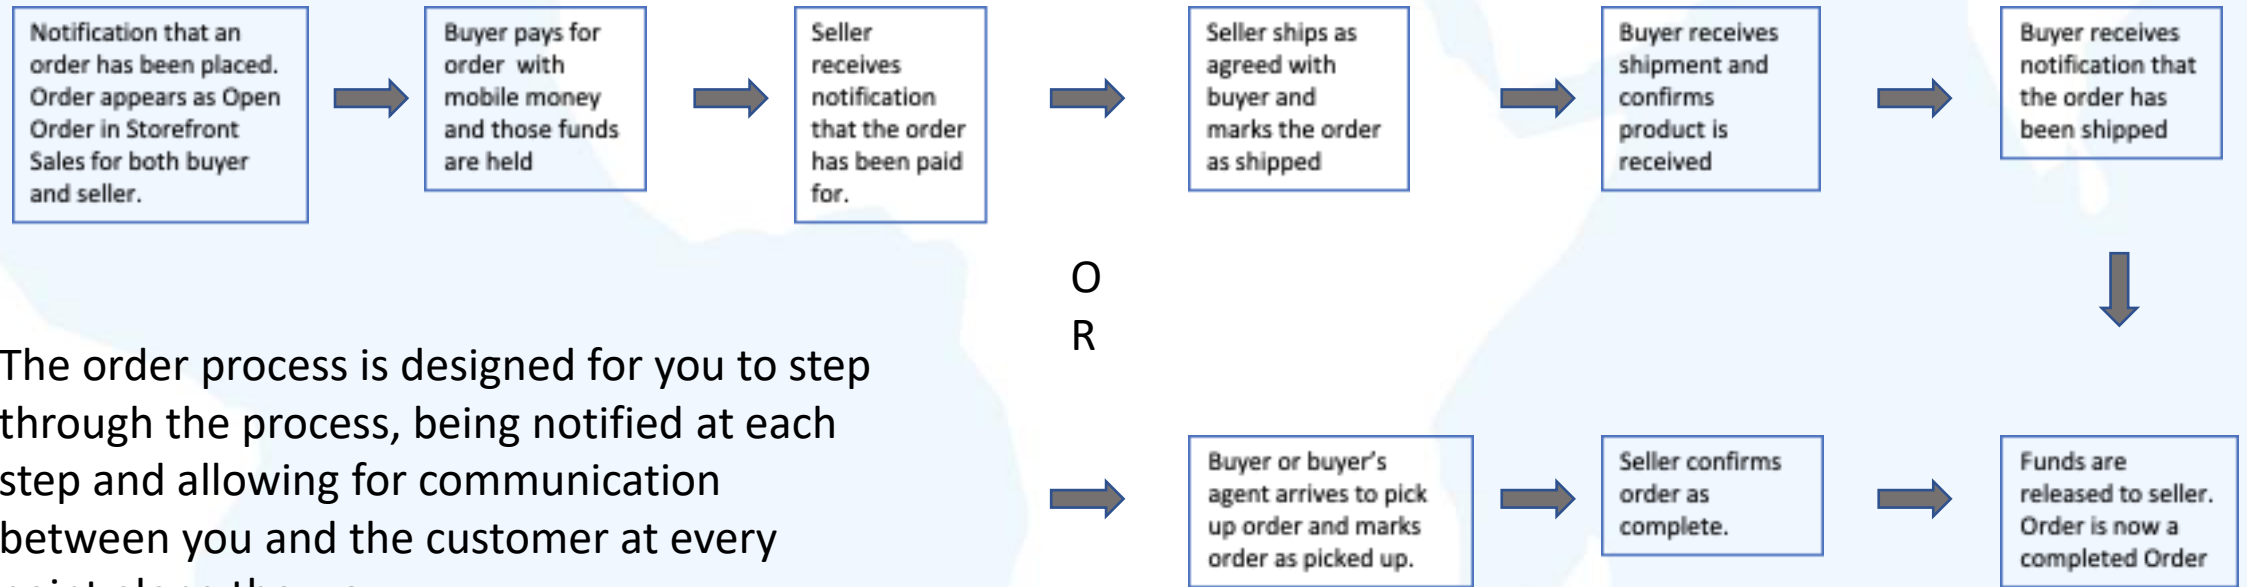 Notification that an
order has been placed.
Order appears as Open
Order in Storefront
Sales for both buyer
and seller.
Buyer pays for
order with
mobile money
and those funds
are held
Seller
receives
notification
that the order
has been paid
for.
Seller ships as
agreed with
buyer and
marks the order
as shipped
Buyer receives
shipment and
confirms
product is
received
Buyer receives
notification that
the order has
been shipped
O
R
The order process is designed for you to step
through the process, being notified at each
step and allowing for communication
between you and the customer at every
Buyer or buyer's
agent arrives to pick
up order and marks
order as picked up.
Seller confirms
order as
complete.
Funds are
released to seller.
Order is now a
completed Order